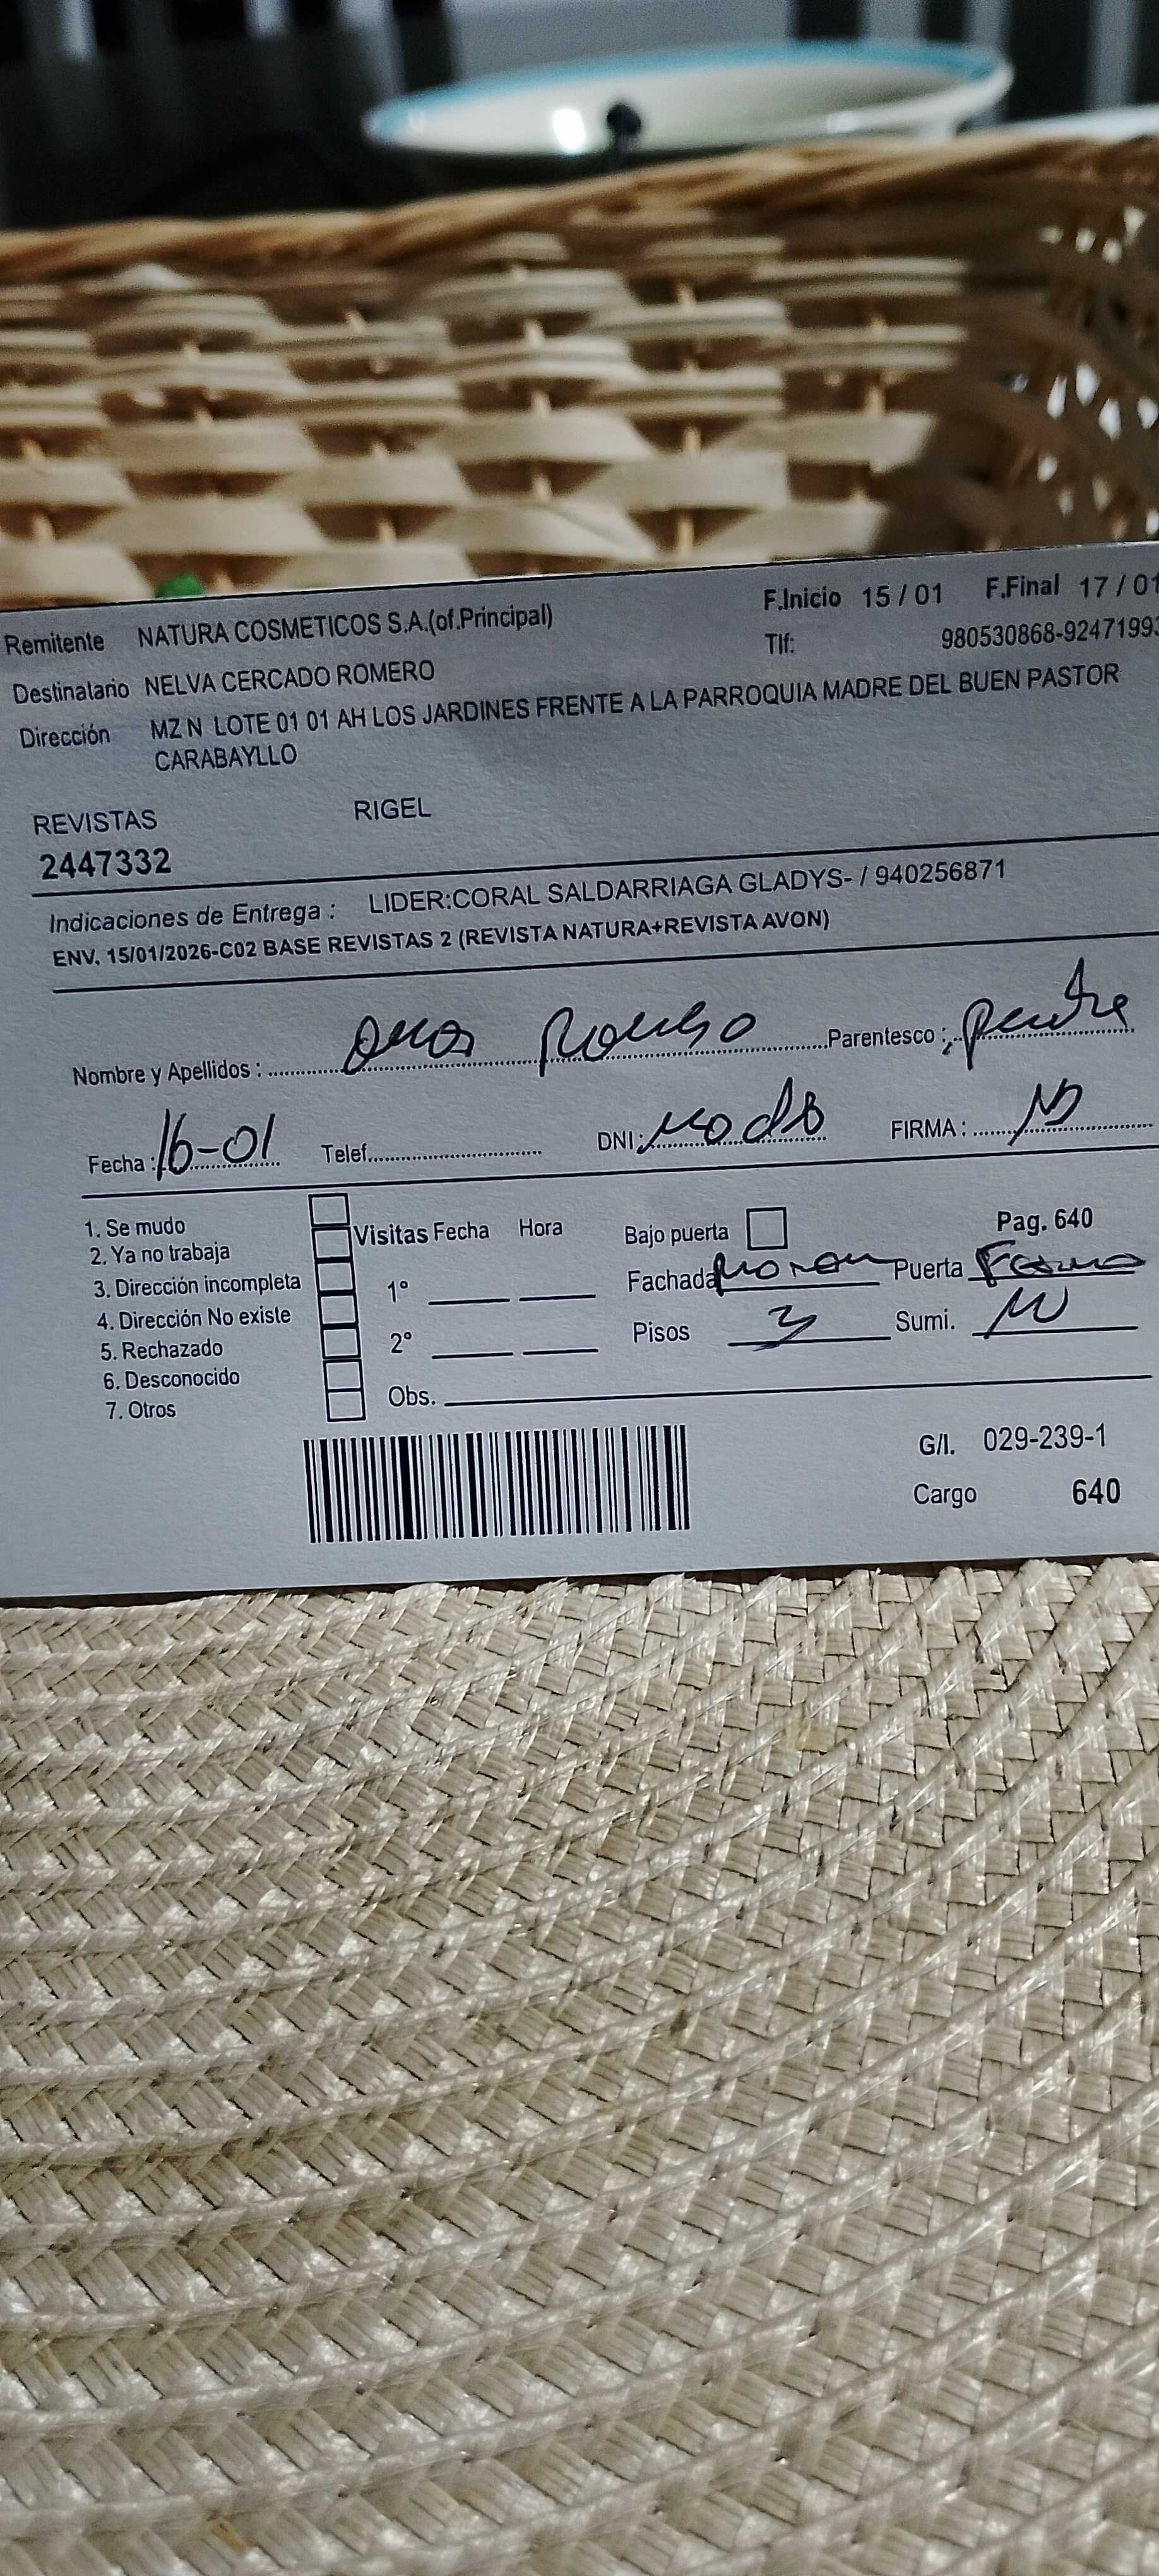 Remitente NATURA COSMETICOS S.A.(of.Principal) F.Inicio 15 / 01 F.Final 17 / 01
Tlf: 980530868-92471993
Destinatario NELVA CERCADO ROMERO
Dirección MZ N LOTE 01 01 AH LOS JARDINES FRENTE A LA PARROQUIA MADRE DEL BUEN PASTOR
CARABAYLLO
REVISTAS RIGEL
2447332
Indicaciones de Entrega : LIDER:CORAL SALDARRIAGA GLADYS- / 940256871
ENV. 15/01/2026-C02 BASE REVISTAS 2 (REVISTA NATURA+REVISTA AVON)
Nombre y Apellidos : Parentesco :
Fecha : 16-01 Telef. DNI: FIRMA :
1. Se mudo
2. Ya no trabaja
3. Dirección incompleta
4. Dirección No existe
5. Rechazado
6. Desconocido
7. Otros
Visitas Fecha Hora
1°
2°
Obs.
Bajo puerta Pag. 640
Fachada Puerta
Pisos 3 Sumi.
G/I. 029-239-1
Cargo 640